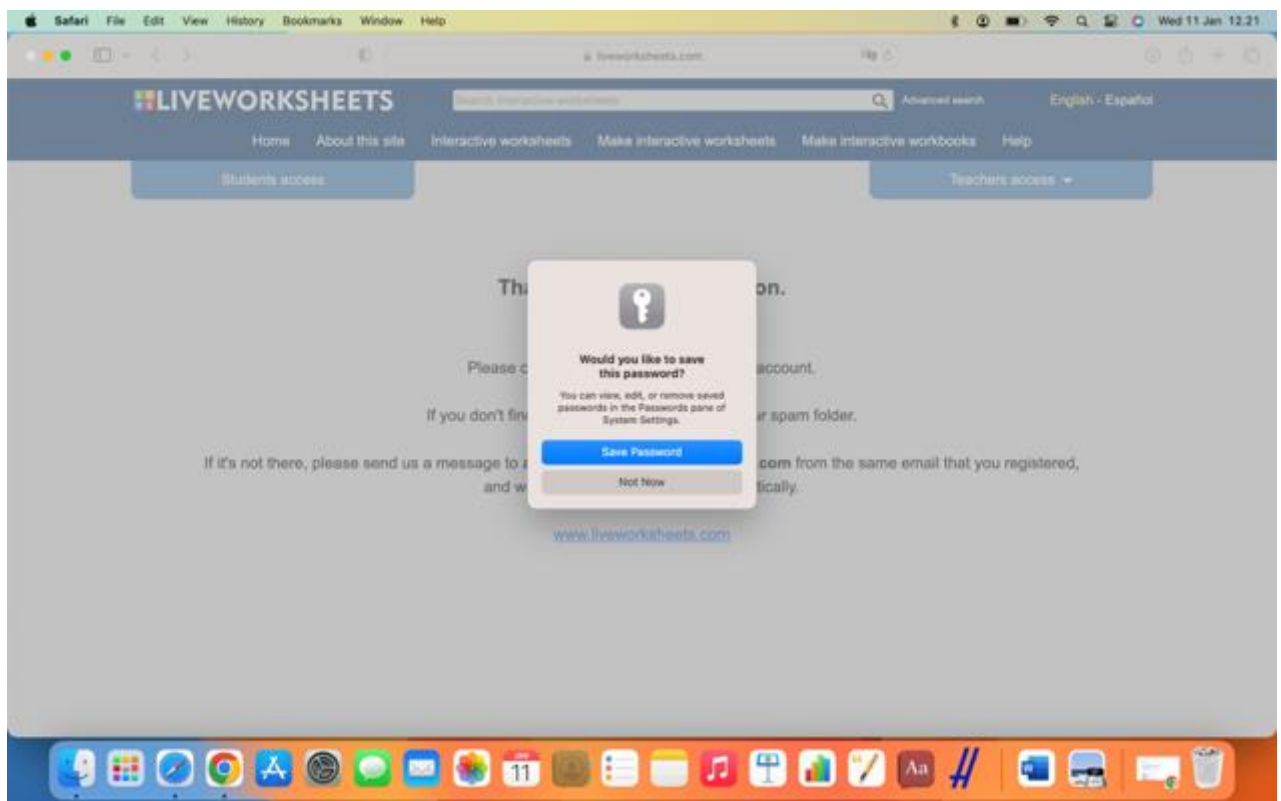 Safari File Edit View History Bookmarks Window Help Wed 11 Jan 12.21
liveworksheets.com
LIVEWORKSHEETS Search interactive worksheets Advanced search English - Español
Home About this site Interactive worksheets Make interactive worksheets Make interactive workbooks Help
Students access Teachers access
Tha on.
Would you like to save
this password?
Please c account.
You can view, edit, or remove saved
passwords in the Passwords pane of
System Settings.
If you don't fin r spam folder.
Save Password
If it's not there, please send us a message to com from the same email that you registered,
Not Now
and w tically.
www.liveworksheets.com
11
Aa